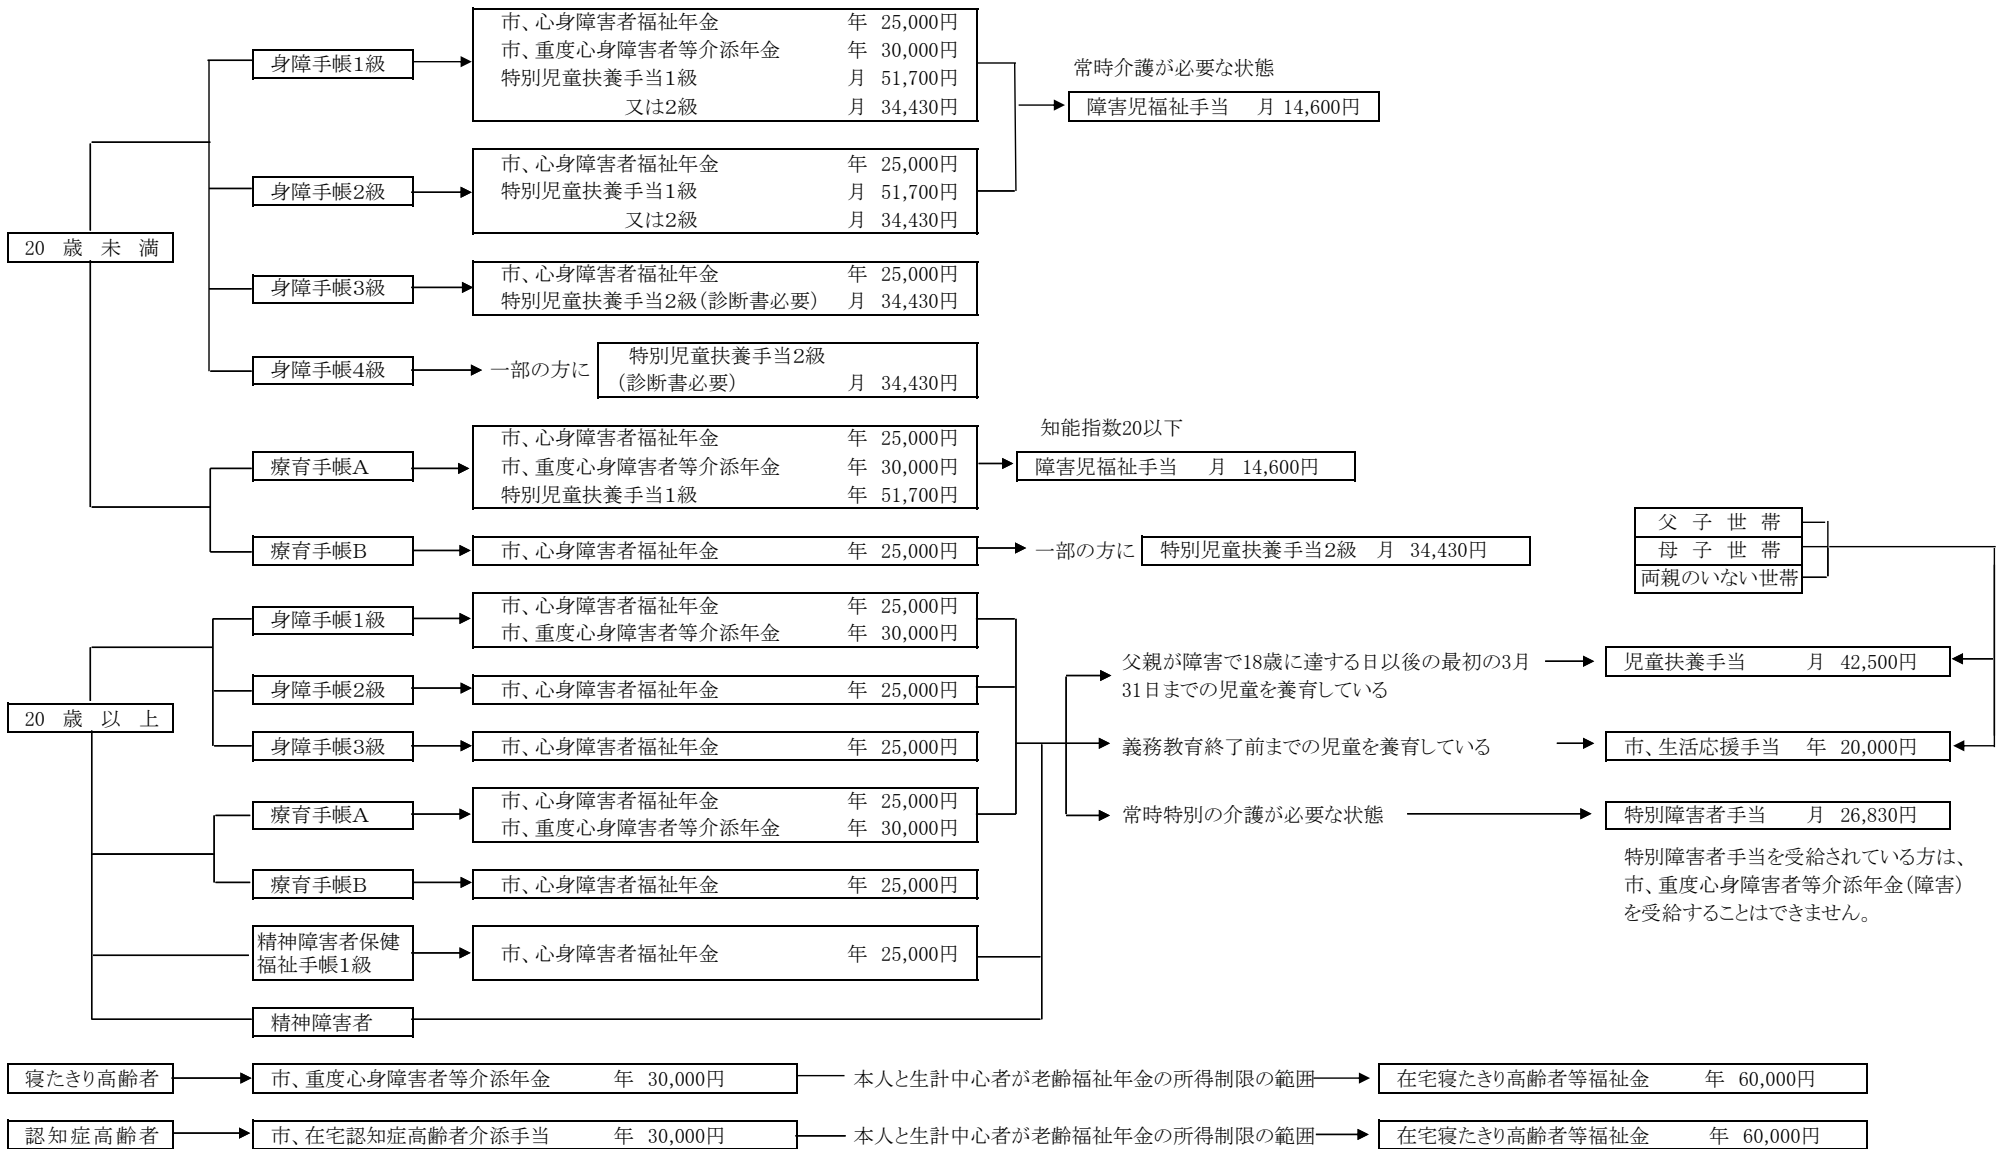 20 歳 未 満
身障手帳1級
市、心身障害者福祉年金 年 25,000円
市、重度心身障害者等介添年金 年 30,000円
特別児童扶養手当1級 月 51,700円
又は2級 月 34,430円
常時介護が必要な状態
障害児福祉手当 月 14,600円
身障手帳2級
市、心身障害者福祉年金 年 25,000円
特別児童扶養手当1級 月 51,700円
又は2級 月 34,430円
身障手帳3級
市、心身障害者福祉年金 年 25,000円
特別児童扶養手当2級(診断書必要) 月 34,430円
身障手帳4級
一部の方に
特別児童扶養手当2級
(診断書必要) 月 34,430円
療育手帳A
市、心身障害者福祉年金 年 25,000円
市、重度心身障害者等介添年金 年 30,000円
特別児童扶養手当1級 年 51,700円
知能指数20以下
障害児福祉手当 月 14,600円
療育手帳B
市、心身障害者福祉年金 年 25,000円
一部の方に
特別児童扶養手当2級 月 34,430円
父 子 世 帯
母 子 世 帯
両親のいない世帯
20 歳 以 上
身障手帳1級
市、心身障害者福祉年金 年 25,000円
市、重度心身障害者等介添年金 年 30,000円
身障手帳2級
市、心身障害者福祉年金 年 25,000円
身障手帳3級
市、心身障害者福祉年金 年 25,000円
療育手帳A
市、心身障害者福祉年金 年 25,000円
市、重度心身障害者等介添年金 年 30,000円
療育手帳B
市、心身障害者福祉年金 年 25,000円
精神障害者保健
福祉手帳1級
市、心身障害者福祉年金 年 25,000円
精神障害者
父親が障害で18歳に達する日以後の最初の3月
31日までの児童を養育している
児童扶養手当 月 42,500円
義務教育終了前までの児童を養育している
市、生活応援手当 年 20,000円
常時特別の介護が必要な状態
特別障害者手当 月 26,830円
特別障害者手当を受給されている方は、
市、重度心身障害者等介添年金(障害)
を受給することはできません。
寝たきり高齢者
市、重度心身障害者等介添年金 年 30,000円
本人と生計中心者が老齢福祉年金の所得制限の範囲
在宅寝たきり高齢者等福祉金 年 60,000円
認知症高齢者
市、在宅認知症高齢者介添手当 年 30,000円
本人と生計中心者が老齢福祉年金の所得制限の範囲
在宅寝たきり高齢者等福祉金 年 60,000円